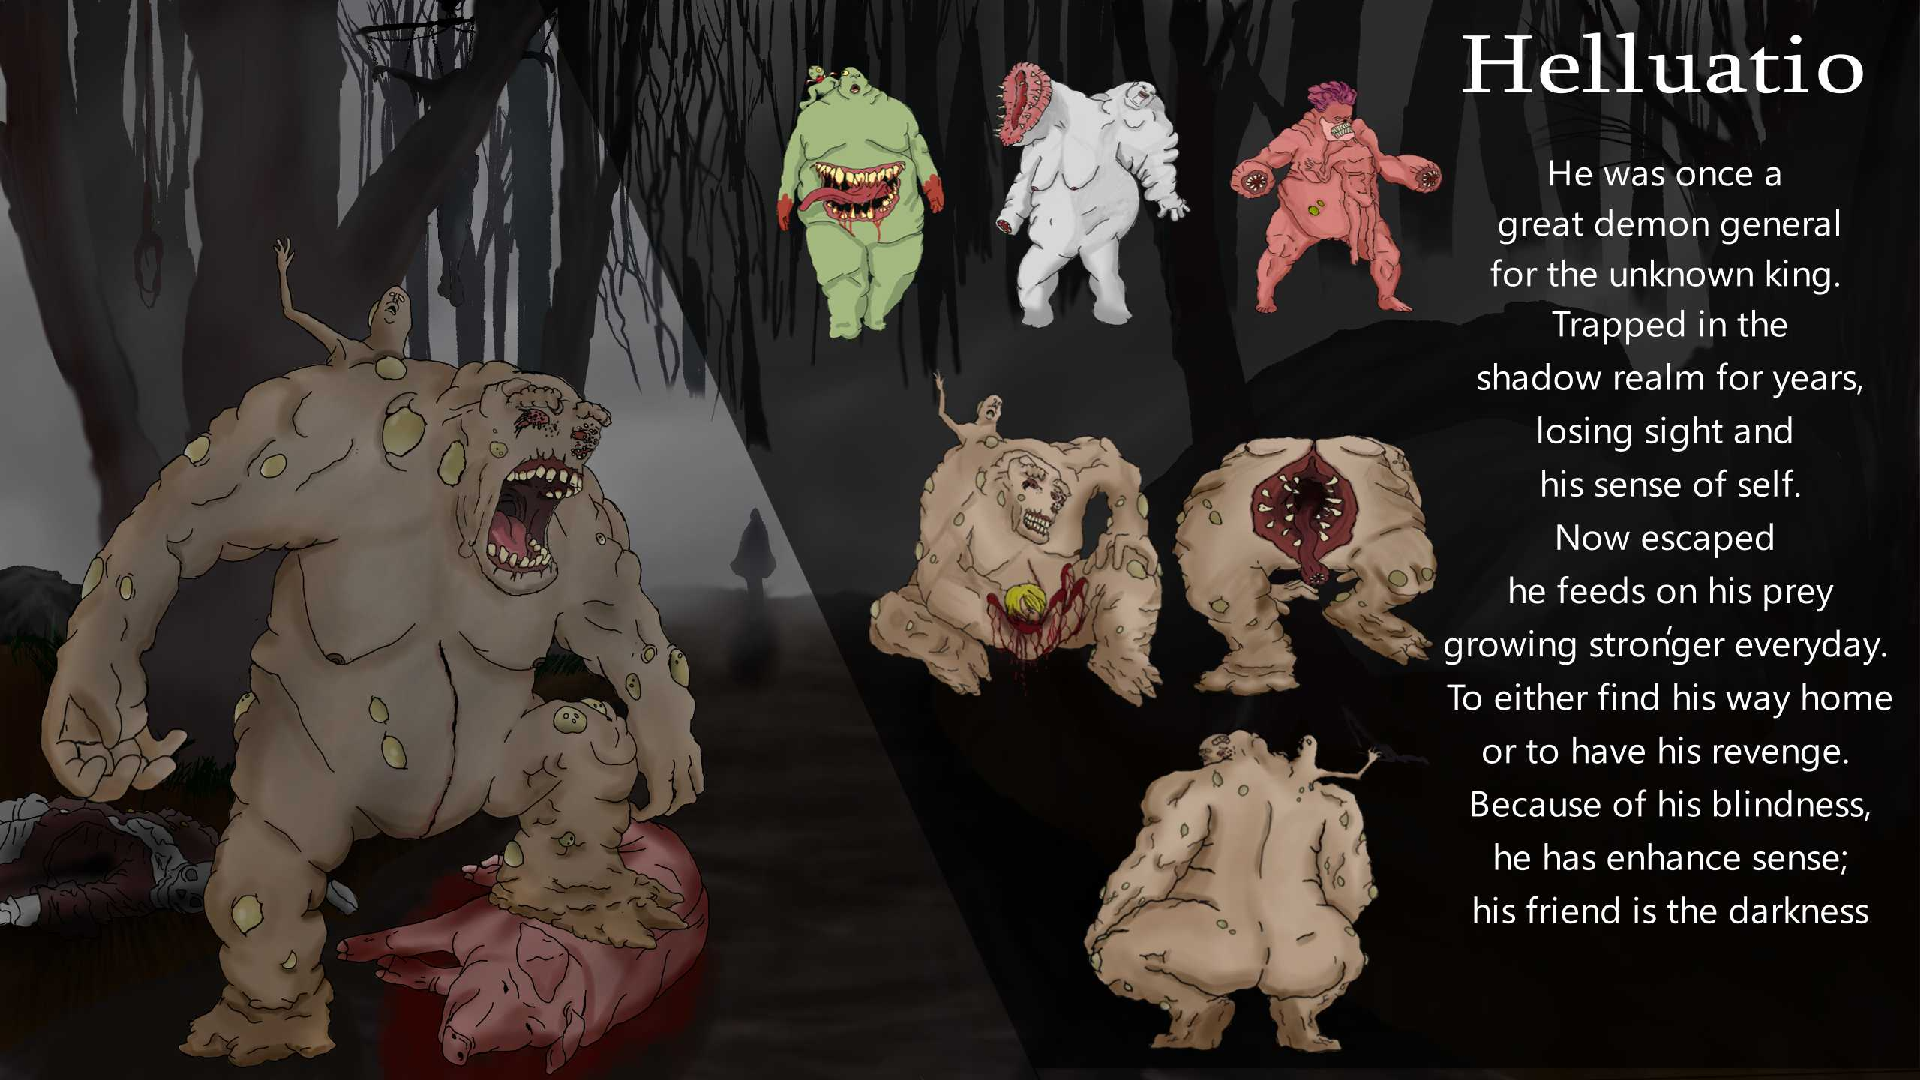 Helluatio
He was once a
great demon general
for the unknown king.
Trapped in the
shadow realm for years,
losing sight and
his sense of self.
Now escaped
he feeds on his prey
growing stronger everyday.
To either find his way home
or to have his revenge.
Because of his blindness,
he has enhance sense;
his friend is the darkness